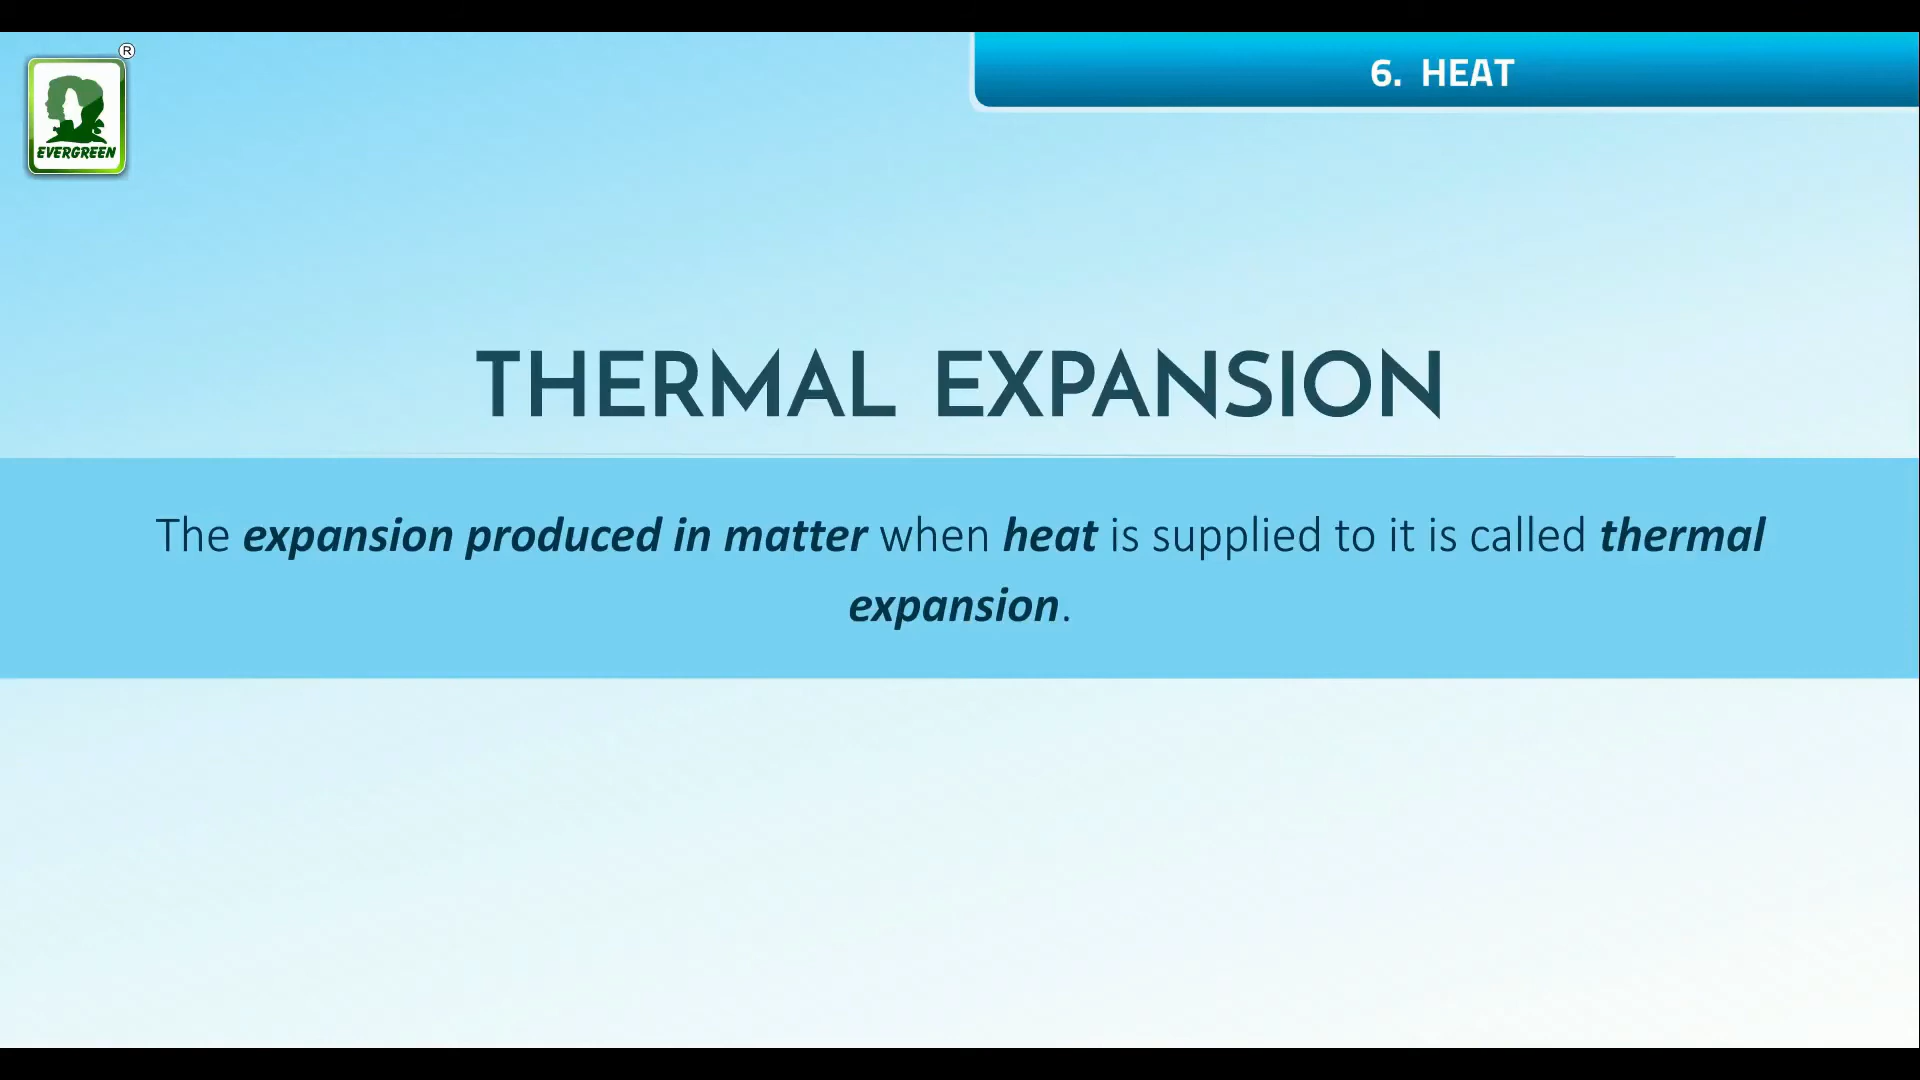 ®
EVERGREEN
6. HEAT
THERMAL EXPANSION
The expansion produced in matter when heat is supplied to it is called thermal
expansion.